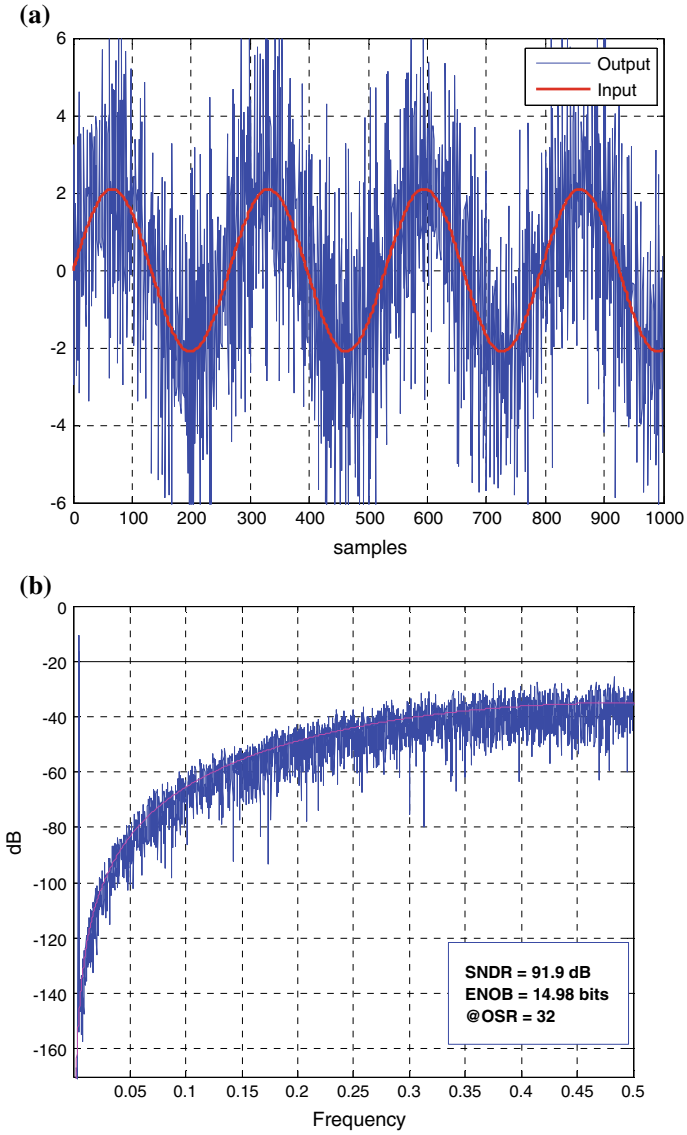 (a)
6
4
2
0
-2
-4
-6
Output
Input
0 100 200 300 400 500 600 700 800 900 1000
samples
(b)
0
-20
-40
-60
-80
-100
-120
-140
-160
dB
SNDR = 91.9 dB
ENOB = 14.98 bits
@OSR = 32
0.05 0.1 0.15 0.2 0.25 0.3 0.35 0.4 0.45 0.5
Frequency